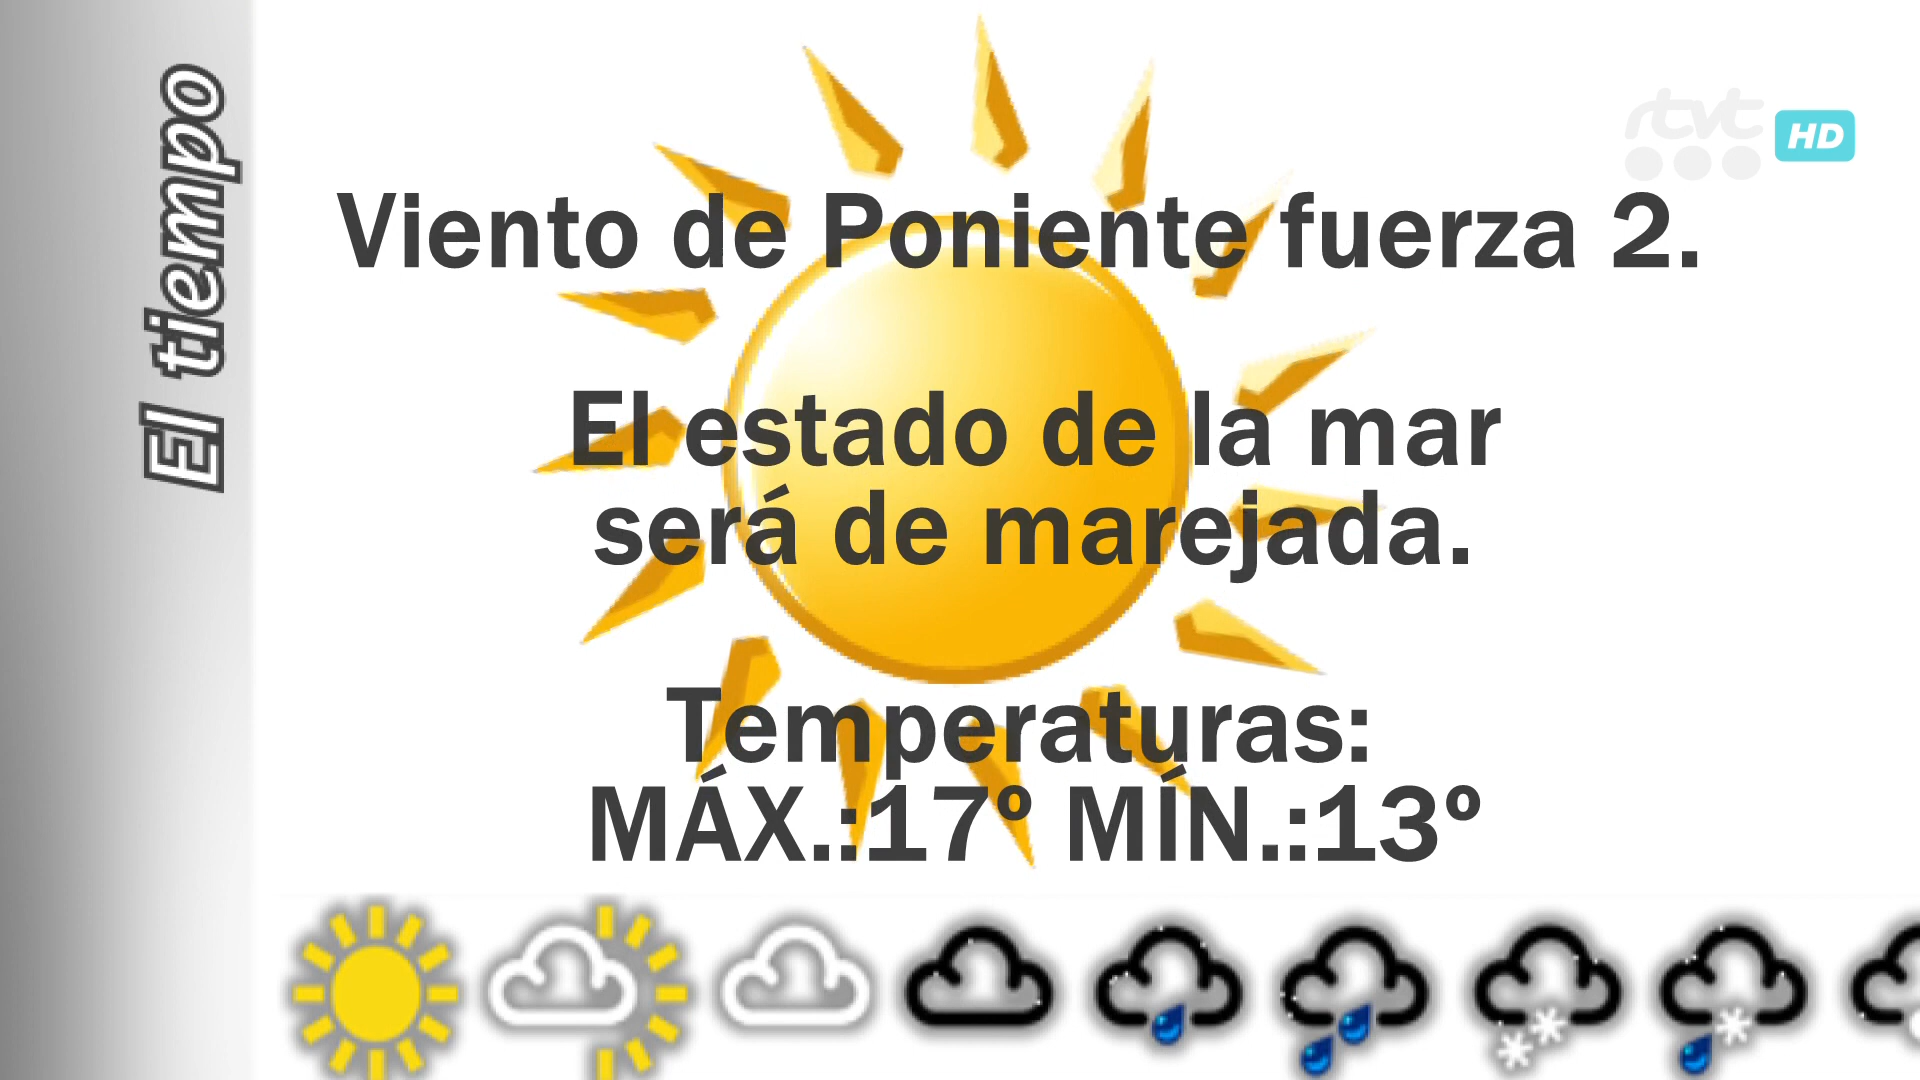 El tiempo
rtvt HD
Viento de Poniente fuerza 2.
El estado de la mar
será de marejada.
Temperaturas:
MÁX.:17º MÍN.:13º